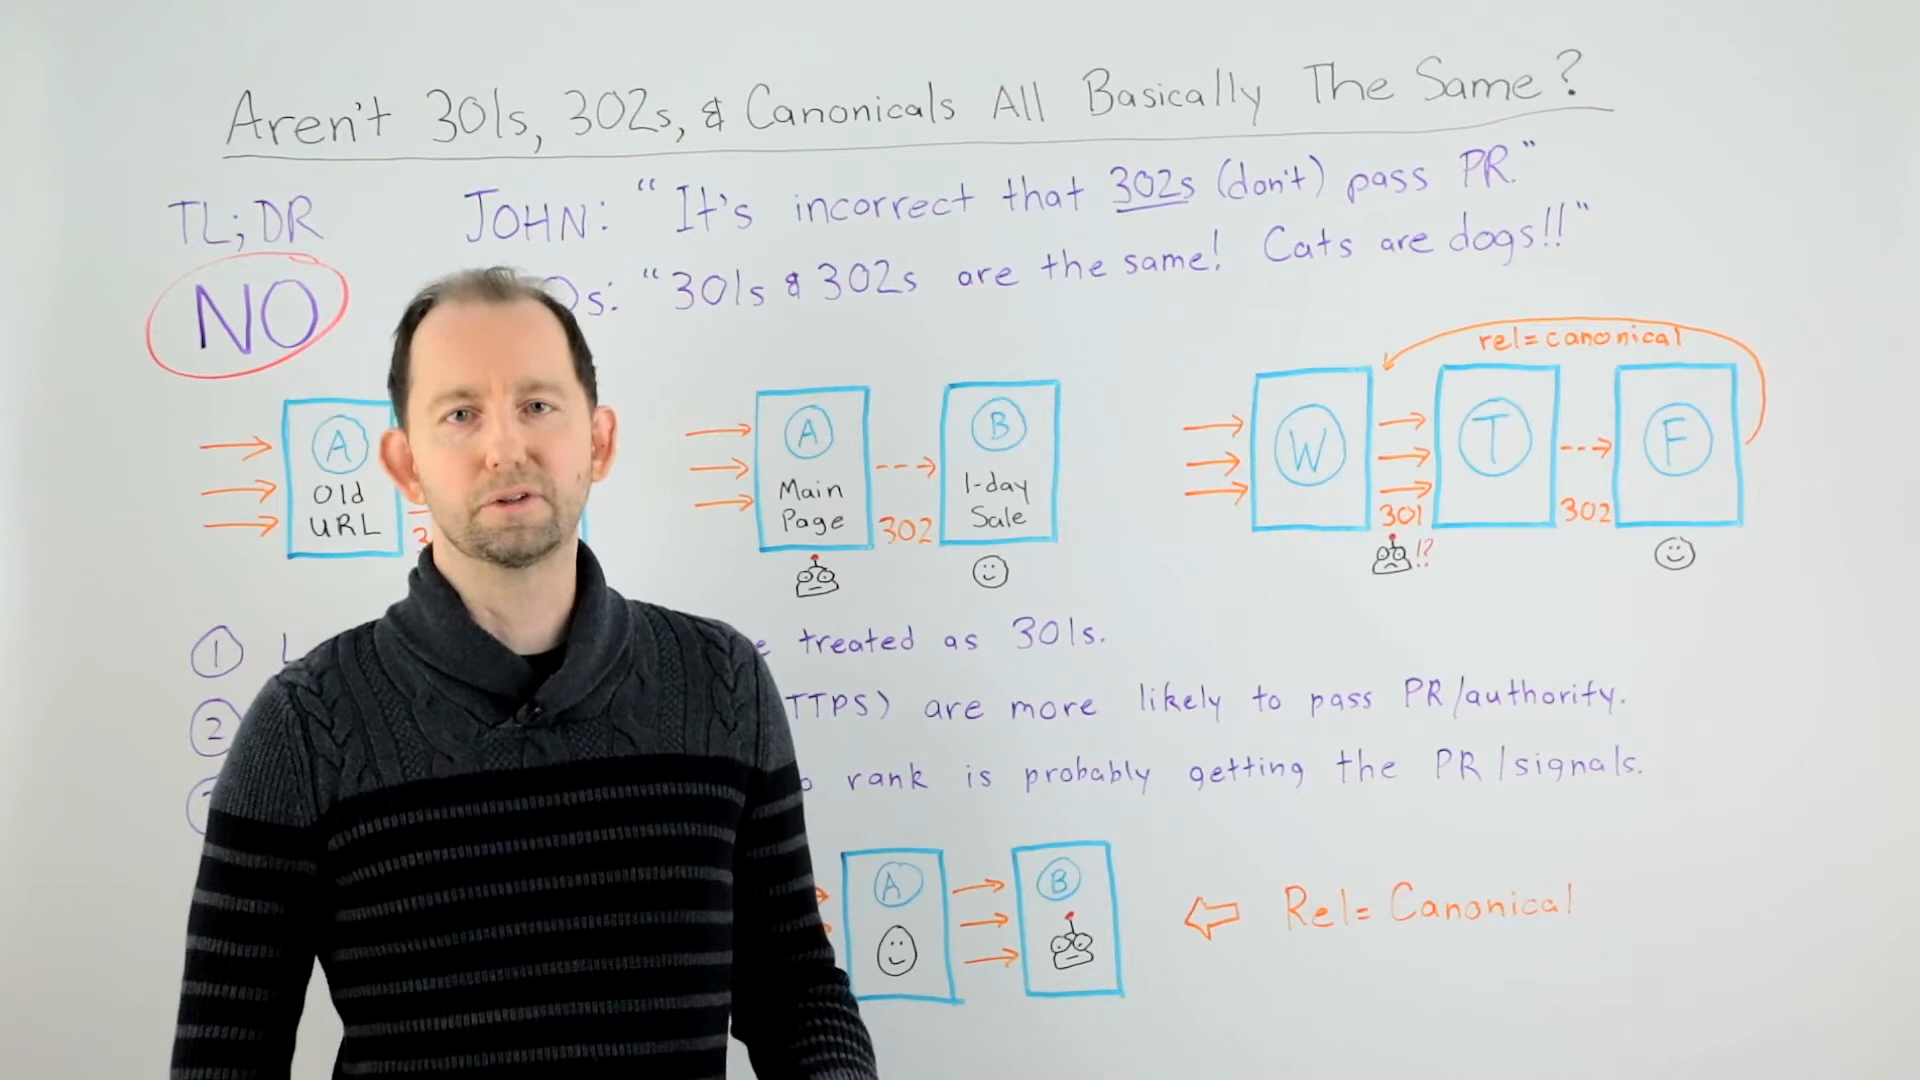 Aren't 301s, 302s, & Canonicals All Basically The Same?
TL;DR
NO
JOHN: "It's incorrect that 302s (don't) pass PR."
Os: "301s & 302s are the same! Cats are dogs!!"
A
Old
URL
A
Main
Page
302
B
1-day
Sale
rel=canonical
W
301
!?
T
302
F
1
treated as 301s.
2
TTPS) are more likely to pass PR/authority.
rank is probably getting the PR/signals.
A
B
Rel=Canonical